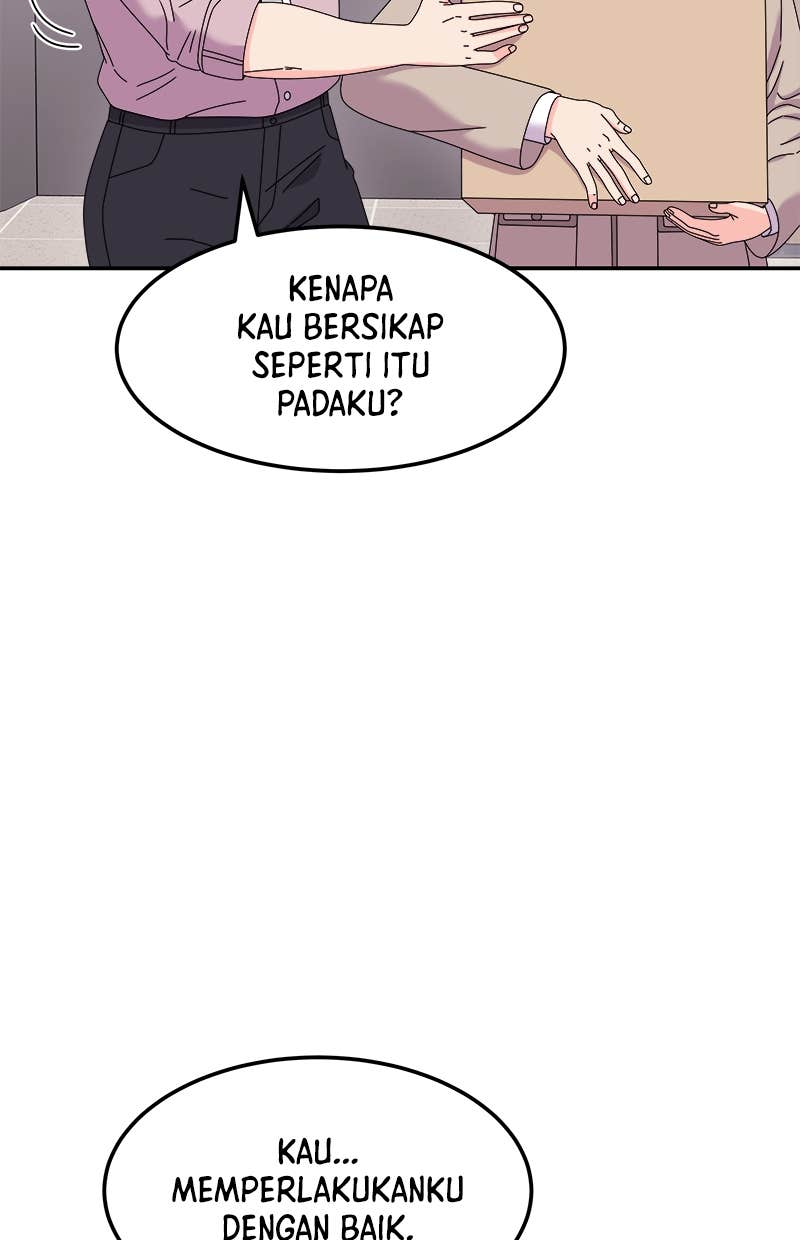 KENAPA
KAU BERSIKAP
SEPERTI ITU
PADAKU?
KAU...
MEMPERLAKUKANKU
DENGAN BAIK.